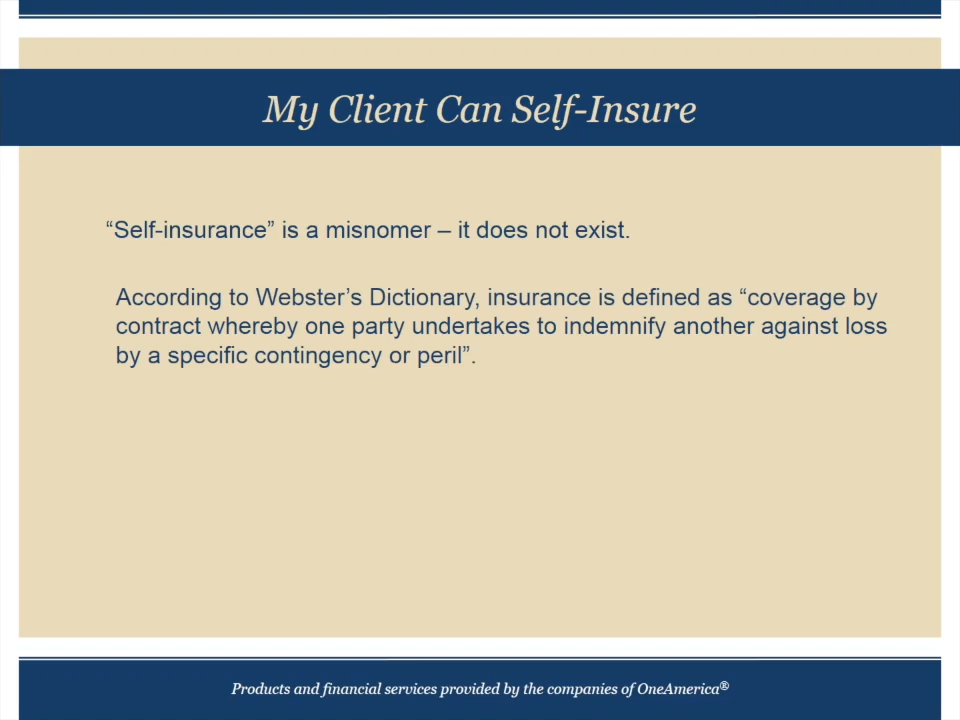 My Client Can Self-Insure
“Self-insurance” is a misnomer – it does not exist.
According to Webster’s Dictionary, insurance is defined as “coverage by
contract whereby one party undertakes to indemnify another against loss
by a specific contingency or peril”.
Products and financial services provided by the companies of OneAmerica®